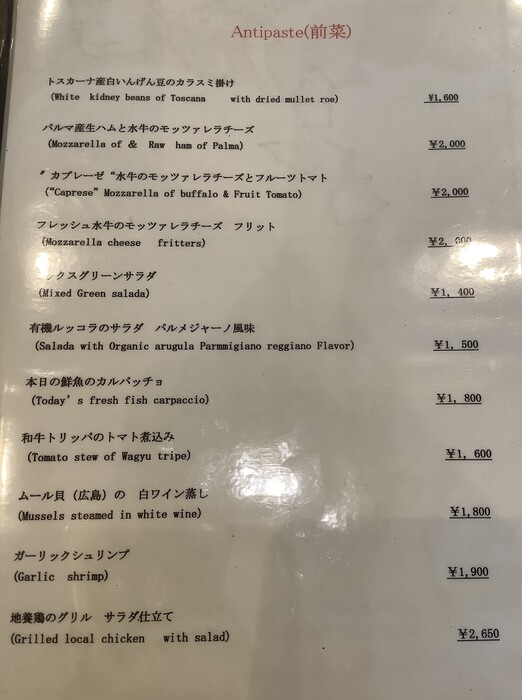 Antipaste(前菜)
トスカーナ産白いんげん豆のカラスミ掛け
(White kidney beans of Toscana with dried mullet roe) ¥1,600
パルマ産生ハムと水牛のモッツァレラチーズ
(Mozzarella of & Raw ham of Palma) ¥2,000
〞カプレーゼ“水牛のモッツァレラチーズとフルーツトマト
(“Caprese” Mozzarella of buffalo & Fruit Tomato) ¥2,000
フレッシュ水牛のモッツァレラチーズ フリット
(Mozzarella cheese fritters)
クスグリーンサラダ
(Mixed Green salada) ¥1,400
有機ルッコラのサラダ パルメジャーノ風味
(Salada with Organic arugula Parmmigiano reggiano Flavor) ¥1,500
本日の鮮魚のカルパッチョ
(Today's fresh fish carpaccio) ¥1,800
和牛トリッパのトマト煮込み
(Tomato stew of Wagyu tripe) ¥1,600
ムール貝（広島）の 白ワイン蒸し
(Mussels steamed in white wine) ¥1,800
ガーリックシュリンプ
(Garlic shrimp) ¥1,900
地養鶏のグリル サラダ仕立て
(Grilled local chicken with salad) ¥2,650